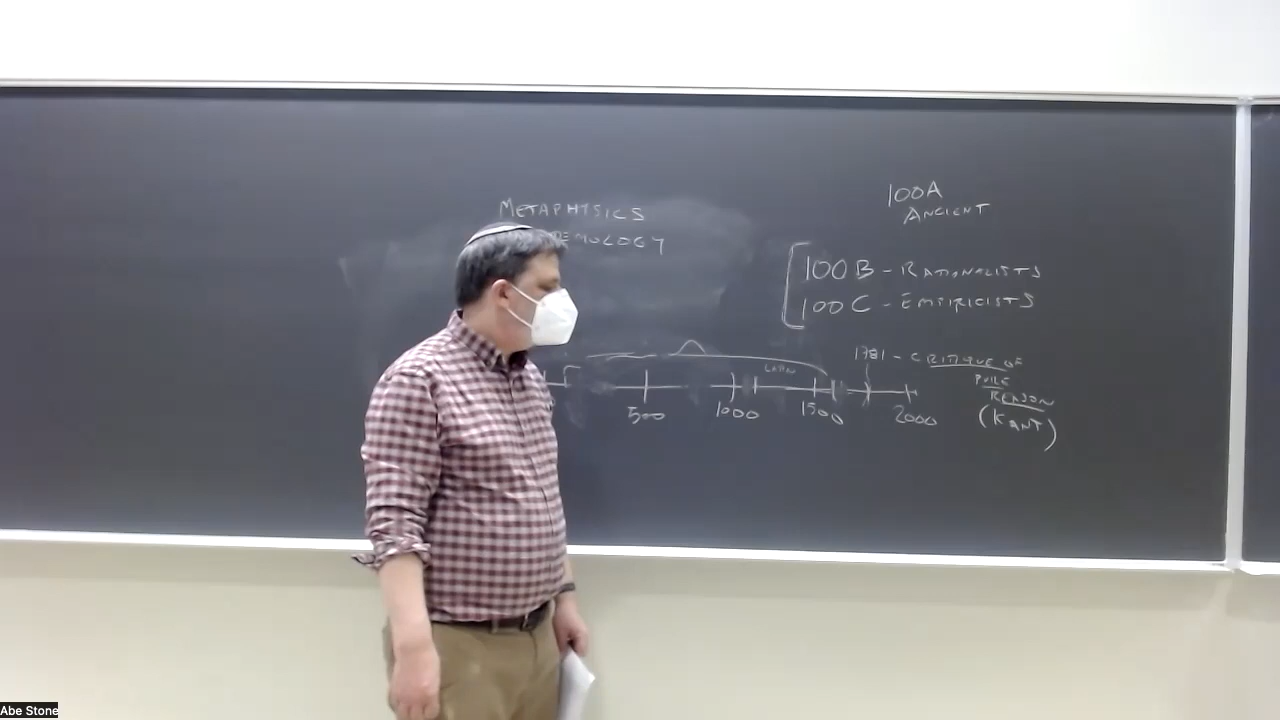 METAPHYSICS
EMOLOGY
100A
ANCIENT
100B - RATIONALISTS
100C - EMPIRICISTS
1781 - CRITIQUE OF
PURE
REASON
(KANT)
LATIN
500 1000 1500 2000
Abe Stone